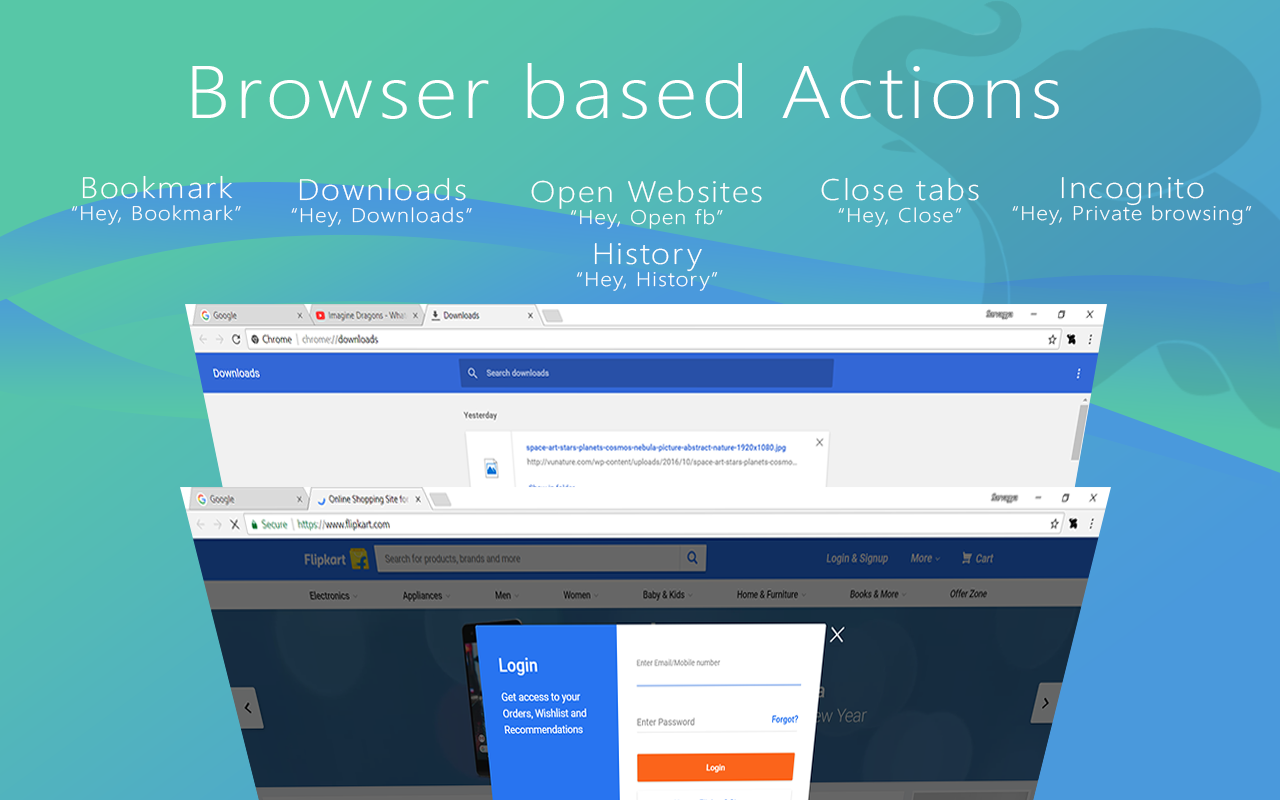 Browser based Actions
Bookmark
“Hey, Bookmark”
Downloads
“Hey, Downloads”
Open Websites
“Hey, Open fb”
Close tabs
“Hey, Close”
Incognito
“Hey, Private browsing”
History
“Hey, History”
Google
Imagine Dragons - What
Downloads
Chrome chrome://downloads
Downloads
Search downloads
Yesterday
space-art-stars-planets-cosmos-nebula-picture-abstract-nature-1920x1080.jpg
http://vunature.com/wp-content/uploads/2016/10/space-art-stars-planets-cosmo...
Show in folder
Google
Online Shopping Site for
Secure https://www.flipkart.com
Flipkart
Search for products, brands and more
Login & Signup
More
Cart
Electronics
Appliances
Men
Women
Baby & Kids
Home & Furniture
Books & More
Offer Zone
Login
Get access to your
Orders, Wishlist and
Recommendations
Enter Email/Mobile number
Enter Password
Forgot?
Login
Year